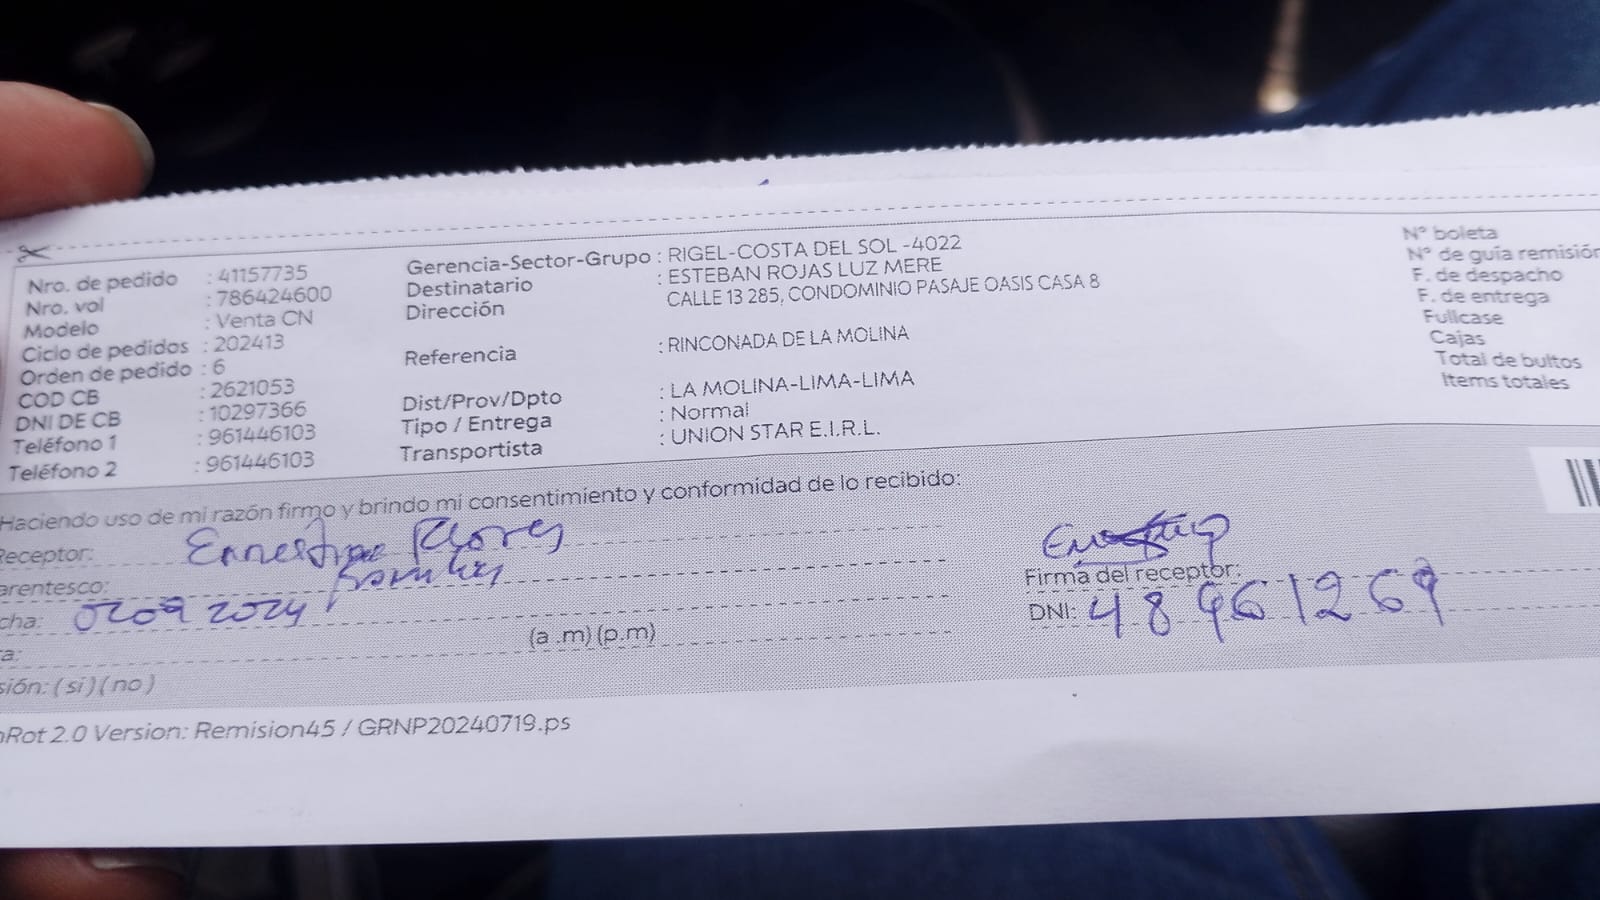 Nro. de pedido : 41157735
Nro. vol : 786424600
Modelo : Venta CN
Ciclo de pedidos : 202413
Orden de pedido : 6
COD CB : 2621053
DNI DE CB : 10297366
Teléfono 1 : 961446103
Teléfono 2 : 961446103
Gerencia-Sector-Grupo : RIGEL-COSTA DEL SOL -4022
Destinatario : ESTEBAN ROJAS LUZ MERE
Dirección CALLE 13 285, CONDOMINIO PASAJE OASIS CASA 8
Referencia : RINCONADA DE LA MOLINA
Dist/Prov/Dpto : LA MOLINA-LIMA-LIMA
Tipo / Entrega : Normal
Transportista : UNION STAR E.I.R.L.
N° boleta
N° de guía remisión
F. de despacho
F. de entrega
Fullcase
Cajas
Total de bultos
Items totales
Haciendo uso de mi razón firmo y brindo mi consentimiento y conformidad de lo recibido:
Receptor: Flores
arentesco:
cha: 2024
a: (a .m) (p.m)
sión: ( si ) ( no )
Firma del receptor:
DNI: 48961269
Rot 2.0 Version: Remision45 / GRNP20240719.ps